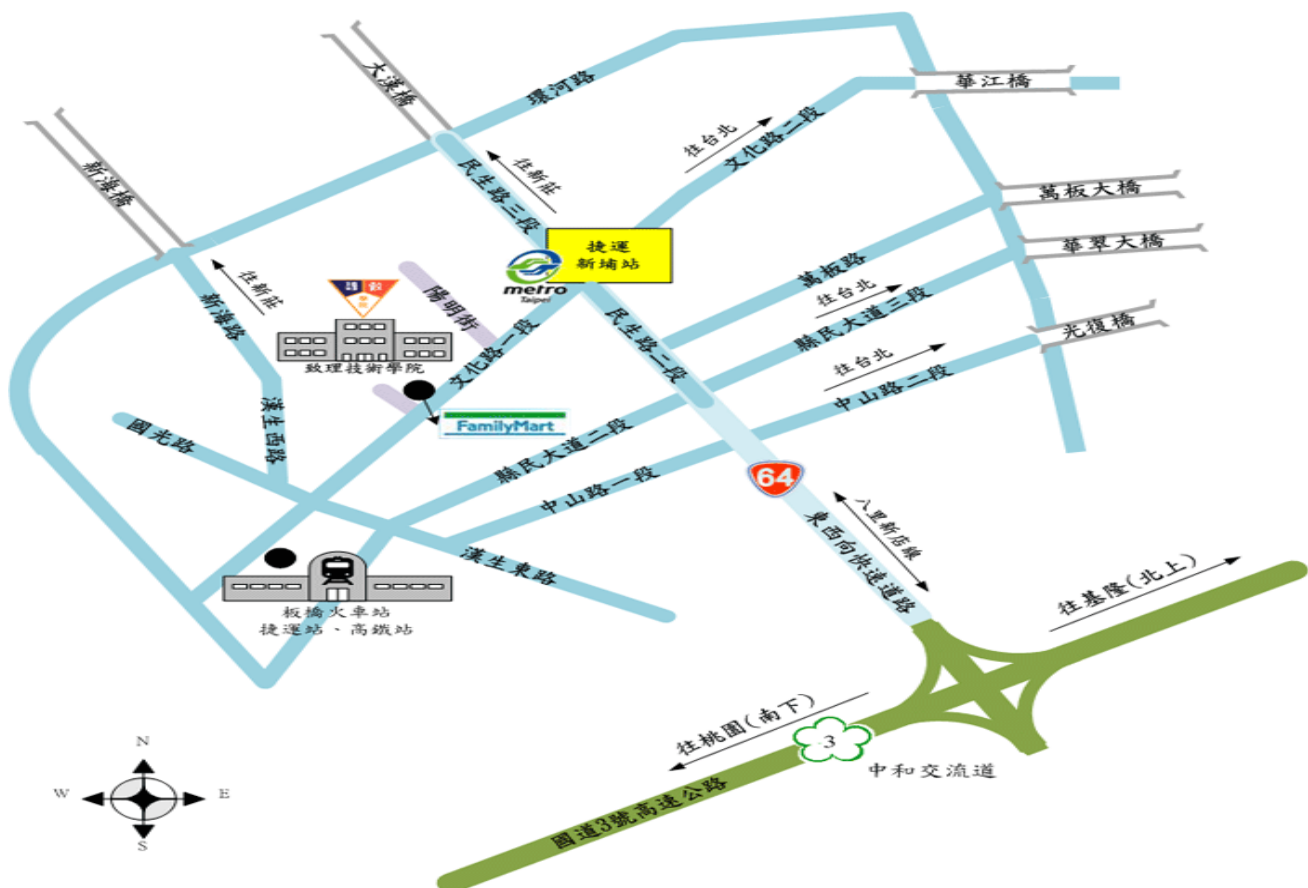 大漢橋
環河路
華江橋
新海橋
往台北
文化路二段
往新莊
民生路三段
萬板大橋
捷運
新埔站
華翠大橋
metro
Taipei
萬板路
往新莊
新海路
陽明街
往台北
縣民大道三段
光復橋
民生路二段
文化路一段
致理技術學院
往台北
中山路二段
FamilyMart
漢生西路
國光路
縣民大道二段
中山路一段
64
八里新店線
東西向快速道路
漢生東路
板橋火車站
捷運站、高鐵站
往基隆(北上)
往桃園(南下)
3
中和交流道
國道3號高速公路
N
W
E
S